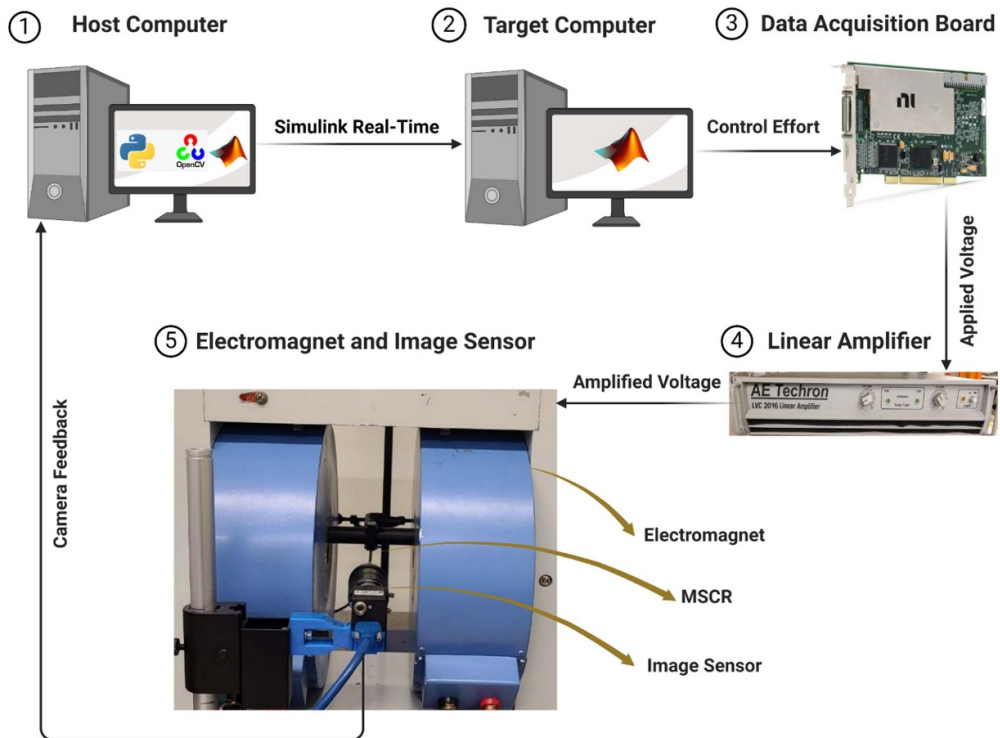 1 Host Computer
2 Target Computer
3 Data Acquisition Board
OpenCV
Simulink Real-Time
Control Effort
Applied Voltage
5 Electromagnet and Image Sensor
4 Linear Amplifier
Amplified Voltage
AE Techron
LVC 2016 Linear Amplifier
Camera Feedback
Electromagnet
MSCR
Image Sensor